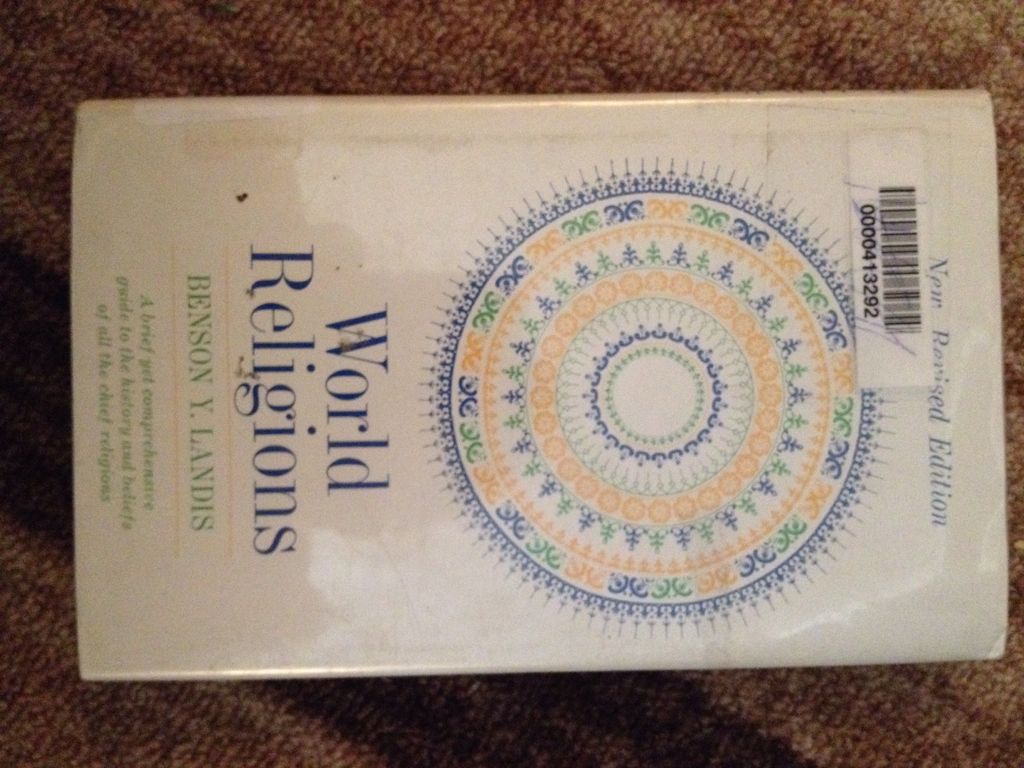 New Revised Edition
0000413292
World
Religions
BENSON Y. LANDIS
A brief yet comprehensive
guide to the history and beliefs
of all the chief religions